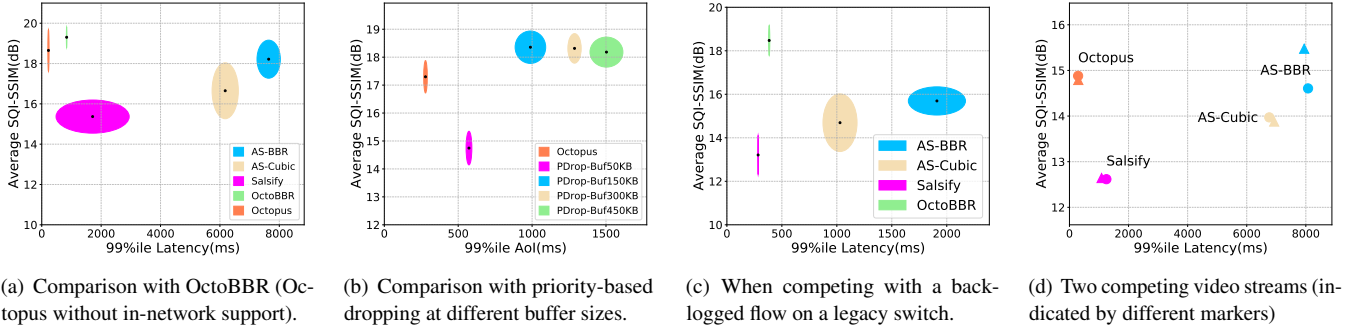 Average SQI-SSIM(dB)
20
18
16
14
12
10
0
2000
4000
6000
8000
99%ile Latency(ms)
AS-BBR
AS-Cubic
Salsify
OctoBBR
Octopus
(a) Comparison with OctoBBR (Oc-
topus without in-network support).
Average SQI-SSIM(dB)
19
18
17
16
15
14
13
12
0
500
1000
1500
99%ile AoI(ms)
Octopus
PDrop-Buf50KB
PDrop-Buf150KB
PDrop-Buf300KB
PDrop-Buf450KB
(b) Comparison with priority-based
dropping at different buffer sizes.
Average SQI-SSIM(dB)
20
18
16
14
12
10
0
500
1000
1500
2000
99%ile Latency(ms)
AS-BBR
AS-Cubic
Salsify
OctoBBR
(c) When competing with a back-
logged flow on a legacy switch.
Average SQI-SSIM(dB)
16
15
14
13
12
0
2000
4000
6000
8000
99%ile Latency(ms)
Octopus
AS-BBR
AS-Cubic
Salsify
(d) Two competing video streams (in-
dicated by different markers)